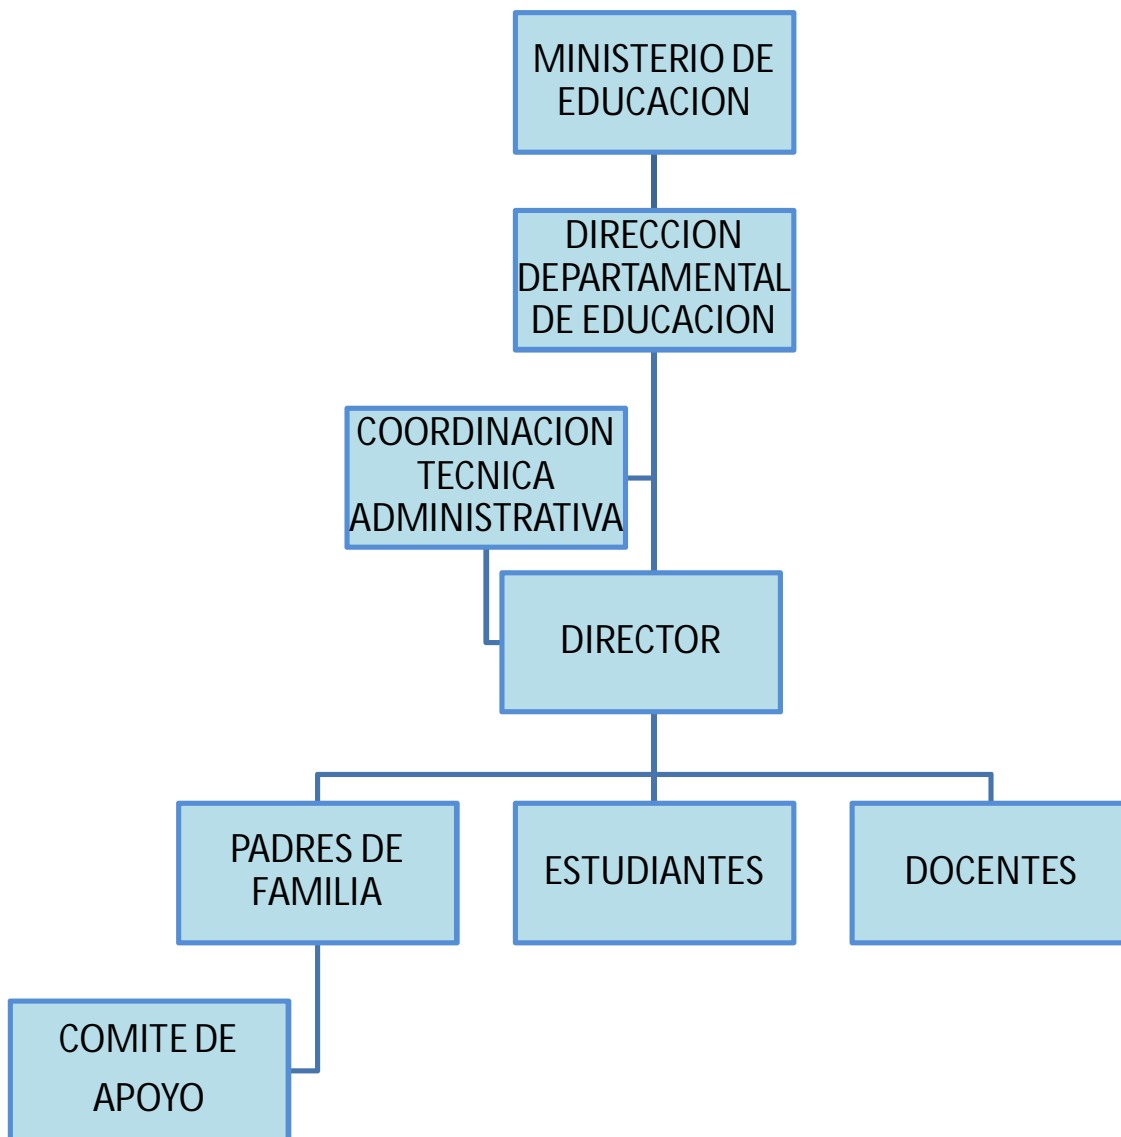 MINISTERIO DE
EDUCACION
DIRECCION
DEPARTAMENTAL
DE EDUCACION
COORDINACION
TECNICA
ADMINISTRATIVA
DIRECTOR
PADRES DE
FAMILIA
ESTUDIANTES
DOCENTES
COMITE DE
APOYO